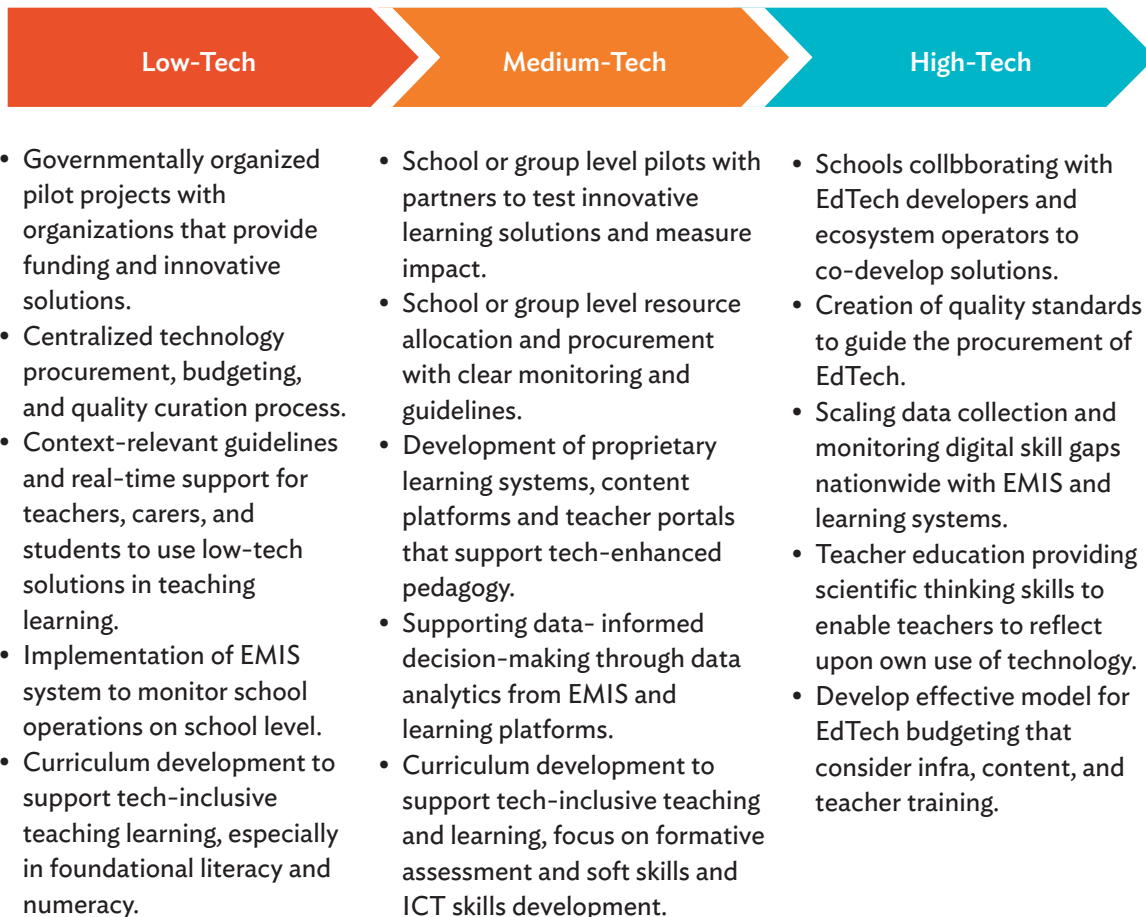 Low-Tech
• Governmentally organized
pilot projects with
organizations that provide
funding and innovative
solutions.
• Centralized technology
procurement, budgeting,
and quality curation process.
• Context-relevant guidelines
and real-time support for
teachers, carers, and
students to use low-tech
solutions in teaching
learning.
• Implementation of EMIS
system to monitor school
operations on school level.
• Curriculum development to
support tech-inclusive
teaching learning, especially
in foundational literacy and
numeracy.
Medium-Tech
• School or group level pilots with
partners to test innovative
learning solutions and measure
impact.
• School or group level resource
allocation and procurement
with clear monitoring and
guidelines.
• Development of proprietary
learning systems, content
platforms and teacher portals
that support tech-enhanced
pedagogy.
• Supporting data- informed
decision-making through data
analytics from EMIS and
learning platforms.
• Curriculum development to
support tech-inclusive teaching
and learning, focus on formative
assessment and soft skills and
ICT skills development.
High-Tech
• Schools collbborating with
EdTech developers and
ecosystem operators to
co-develop solutions.
• Creation of quality standards
to guide the procurement of
EdTech.
• Scaling data collection and
monitoring digital skill gaps
nationwide with EMIS and
learning systems.
• Teacher education providing
scientific thinking skills to
enable teachers to reflect
upon own use of technology.
• Develop effective model for
EdTech budgeting that
consider infra, content, and
teacher training.